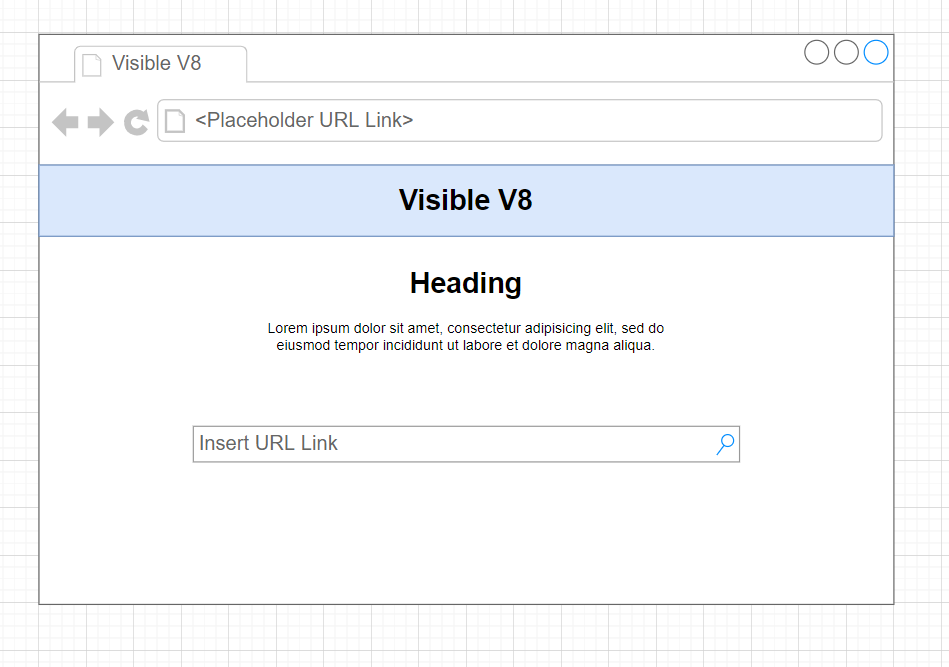 Visible V8
<Placeholder URL Link>
Visible V8
Heading
Lorem ipsum dolor sit amet, consectetur adipisicing elit, sed do
eiusmod tempor incididunt ut labore et dolore magna aliqua.
Insert URL Link